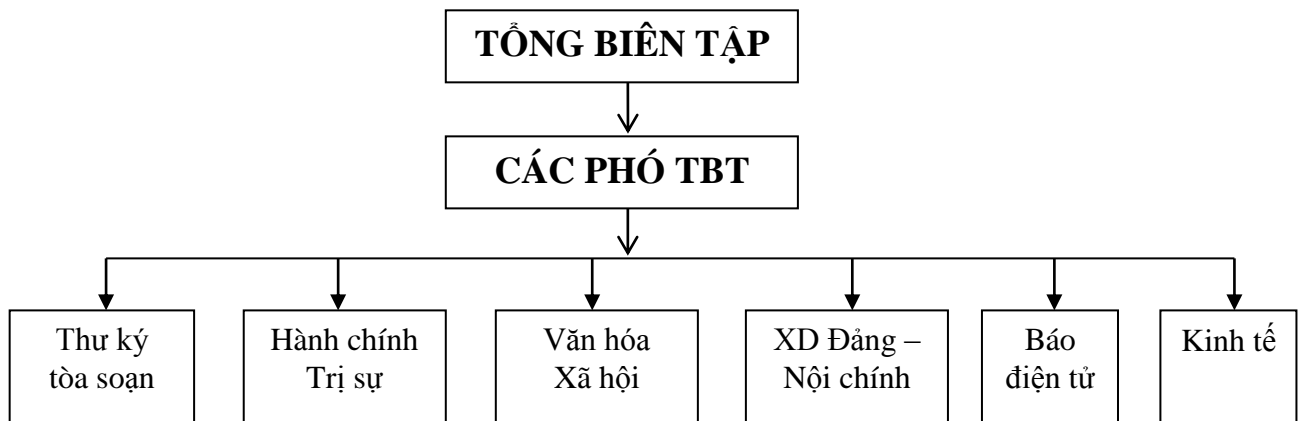 TỔNG BIÊN TẬP
CÁC PHÓ TBT
Thư ký
tòa soạn
Hành chính
Trị sự
Văn hóa
Xã hội
XD Đảng –
Nội chính
Báo
điện tử
Kinh tế